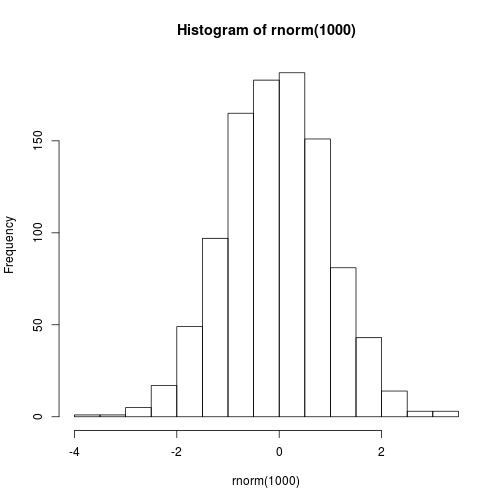 Histogram of rnorm(1000)
150
100
50
0
Frequency
-4 -2 0 2
rnorm(1000)